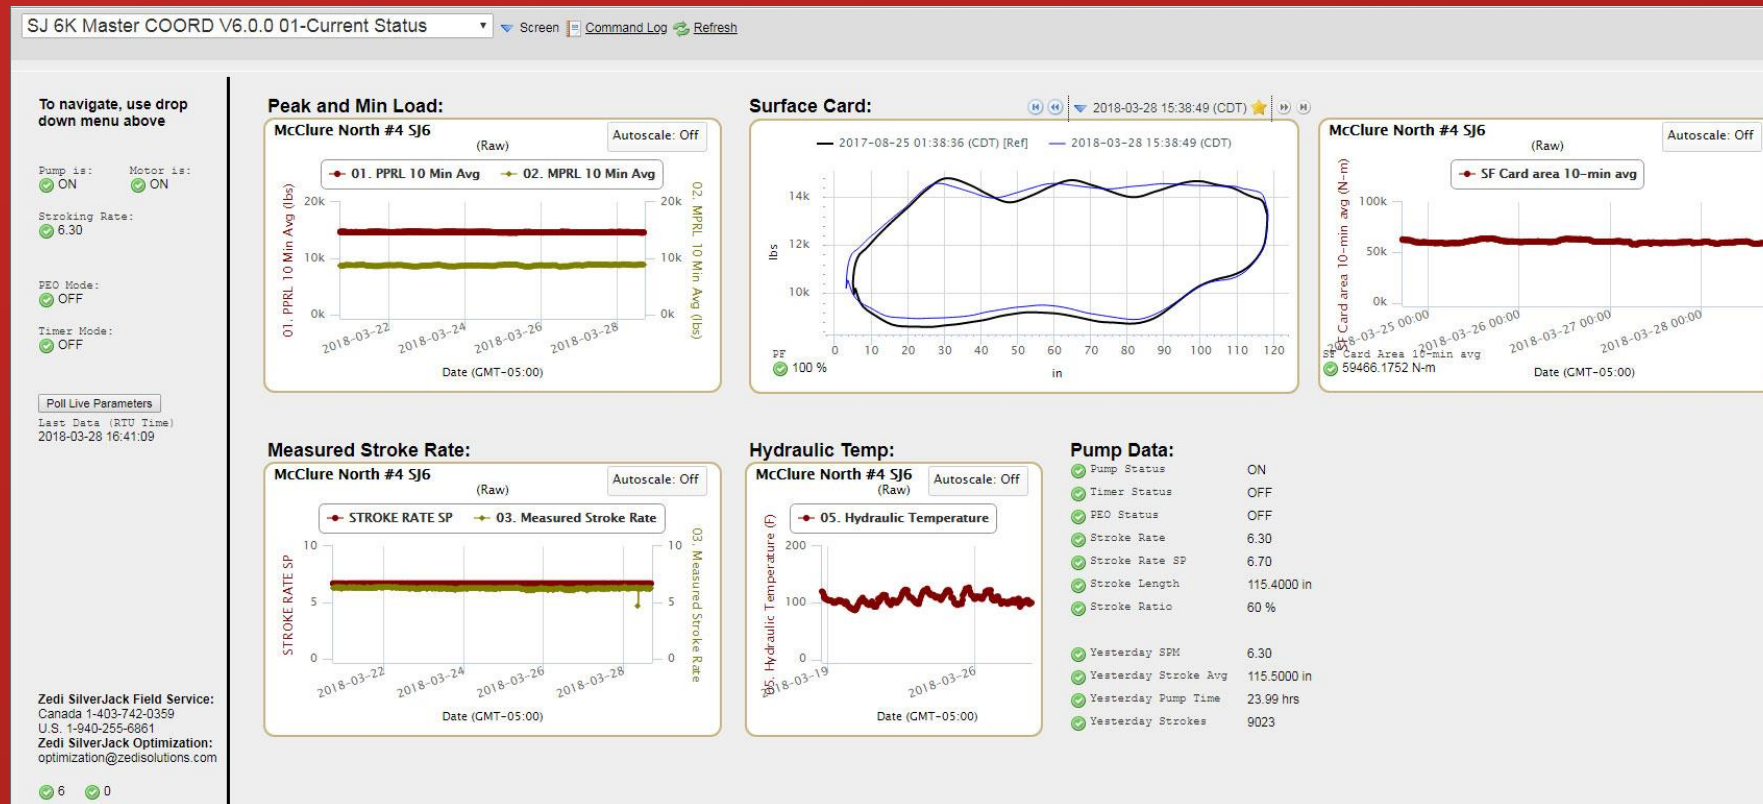 SJ 6K Master COORD V6.0.0 01-Current Status
Screen
Command Log
Refresh
To navigate, use drop
down menu above
Pump is: Motor is:
ON ON
Stroking Rate:
6.30
PEO Mode:
OFF
Timer Mode:
OFF
Poll Live Parameters
Last Data (RTU Time)
2018-03-28 16:41:09
Zedi SilverJack Field Service:
Canada 1-403-742-0359
U.S. 1-940-255-6861
Zedi SilverJack Optimization:
optimization@zedisolutions.com
6 0
Peak and Min Load:
McClure North #4 SJ6
(Raw)
Autoscale: Off
01. PPRL 10 Min Avg 02. MPRL 10 Min Avg
01. PPRL 10 Min Avg (lbs)
20k 20k
10k 10k
0k 0k
02. MPRL 10 Min Avg (lbs)
2018-03-22 2018-03-24 2018-03-26 2018-03-28
Date (GMT-05:00)
Surface Card:
2018-03-28 15:38:49 (CDT)
2017-08-25 01:38:36 (CDT) [Ref] 2018-03-28 15:38:49 (CDT)
14k
12k
10k
lbs
0 10 20 30 40 50 60 70 80 90 100 110 120
in
PF
100 %
McClure North #4 SJ6
(Raw)
Autoscale: Off
SF Card area 10-min avg
SF Card area 10-min avg (N-m)
100k
50k
0k
2018-03-25 00:00 2018-03-26 00:00 2018-03-27 00:00 2018-03-28 00:00
SF Card Area 10-min avg
59466.1752 N-m
Date (GMT-05:00)
Measured Stroke Rate:
McClure North #4 SJ6
(Raw)
Autoscale: Off
STROKE RATE SP 03. Measured Stroke Rate
STROKE RATE SP
10 10
5 5
0 0
03. Measured Stroke Rate
2018-03-22 2018-03-24 2018-03-26 2018-03-28
Date (GMT-05:00)
Hydraulic Temp:
McClure North #4 SJ6
(Raw)
Autoscale: Off
05. Hydraulic Temperature
05. Hydraulic Temperature (F)
200
100
0
2018-03-19 2018-03-26
Date (GMT-05:00)
Pump Data:
Pump Status ON
Timer Status OFF
PEO Status OFF
Stroke Rate 6.30
Stroke Rate SP 6.70
Stroke Length 115.4000 in
Stroke Ratio 60 %
Yesterday SPM 6.30
Yesterday Stroke Avg 115.5000 in
Yesterday Pump Time 23.99 hrs
Yesterday Strokes 9023